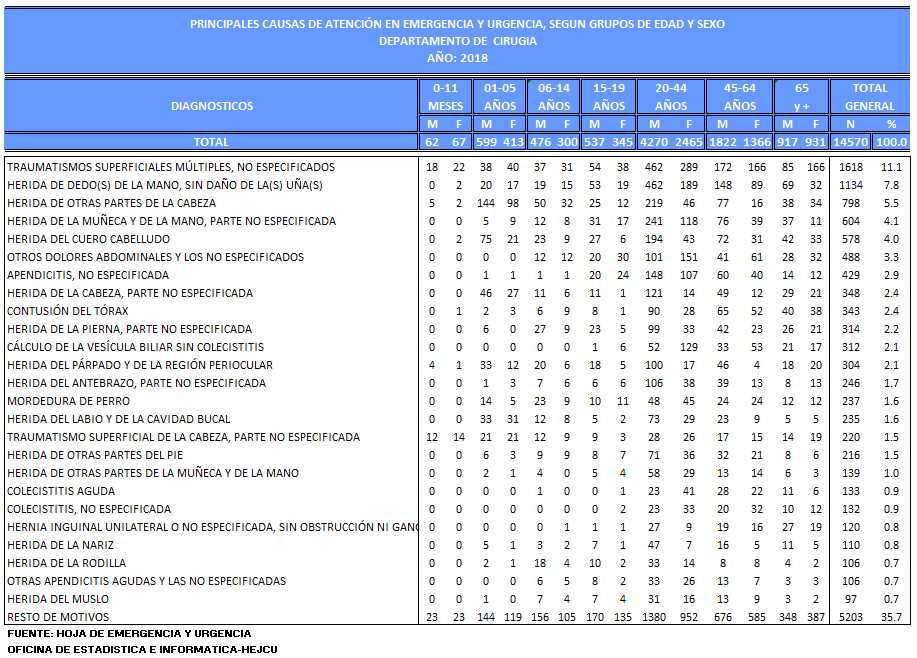 PRINCIPALES CAUSAS DE ATENCIÓN EN EMERGENCIA Y URGENCIA, SEGUN GRUPOS DE EDAD Y SEXO
DEPARTAMENTO DE CIRUGIA
AÑO: 2018
DIAGNOSTICOS 0-11 MESES 01-05 AÑOS 06-14 AÑOS 15-19 AÑOS 20-44 AÑOS 45-64 AÑOS 65 y + TOTAL GENERAL
M F M F M F M F M F M F M F N %
TOTAL 62 67 599 413 476 300 537 345 4270 2465 1822 1366 917 931 14570 100.0
TRAUMATISMOS SUPERFICIALES MÚLTIPLES, NO ESPECIFICADOS 18 22 38 40 37 31 54 38 462 289 172 166 85 166 1618 11.1
HERIDA DE DEDO(S) DE LA MANO, SIN DAÑO DE LA(S) UÑA(S) 0 2 20 17 19 15 53 19 462 189 148 89 69 32 1134 7.8
HERIDA DE OTRAS PARTES DE LA CABEZA 5 2 144 98 50 32 25 12 219 46 77 16 38 34 798 5.5
HERIDA DE LA MUÑECA Y DE LA MANO, PARTE NO ESPECIFICADA 0 0 5 9 12 8 31 17 241 118 76 39 37 11 604 4.1
HERIDA DEL CUERO CABELLUDO 0 2 75 21 23 9 27 6 194 43 72 31 42 33 578 4.0
OTROS DOLORES ABDOMINALES Y LOS NO ESPECIFICADOS 0 0 0 0 12 12 20 30 101 151 41 61 28 32 488 3.3
APENDICITIS, NO ESPECIFICADA 0 0 1 1 1 1 20 24 148 107 60 40 14 12 429 2.9
HERIDA DE LA CABEZA, PARTE NO ESPECIFICADA 0 0 46 27 11 6 11 1 121 14 49 12 29 21 348 2.4
CONTUSIÓN DEL TÓRAX 0 1 2 3 6 9 8 1 90 28 65 52 40 38 343 2.4
HERIDA DE LA PIERNA, PARTE NO ESPECIFICADA 0 0 6 0 27 9 23 5 99 33 42 23 26 21 314 2.2
CÁLCULO DE LA VESÍCULA BILIAR SIN COLECISTITIS 0 0 0 0 0 0 1 6 52 129 33 53 21 17 312 2.1
HERIDA DEL PÁRPADO Y DE LA REGIÓN PERIOCULAR 4 1 33 12 20 6 18 5 100 17 46 4 18 20 304 2.1
HERIDA DEL ANTEBRAZO, PARTE NO ESPECIFICADA 0 0 1 3 7 6 6 6 106 38 39 13 8 13 246 1.7
MORDEDURA DE PERRO 0 0 14 5 23 9 10 11 48 45 24 24 12 12 237 1.6
HERIDA DEL LABIO Y DE LA CAVIDAD BUCAL 0 0 33 31 12 8 5 2 73 29 23 9 5 5 235 1.6
TRAUMATISMO SUPERFICIAL DE LA CABEZA, PARTE NO ESPECIFICADA 12 14 21 21 12 9 9 3 28 26 17 15 14 19 220 1.5
HERIDA DE OTRAS PARTES DEL PIE 0 0 6 3 9 9 8 7 71 36 32 21 8 6 216 1.5
HERIDA DE OTRAS PARTES DE LA MUÑECA Y DE LA MANO 0 0 2 1 4 0 5 4 58 29 13 14 6 3 139 1.0
COLECISTITIS AGUDA 0 0 0 0 1 0 0 1 23 41 28 22 11 6 133 0.9
COLECISTITIS, NO ESPECIFICADA 0 0 0 0 0 0 0 2 23 33 20 32 10 12 132 0.9
HERNIA INGUINAL UNILATERAL O NO ESPECIFICADA, SIN OBSTRUCCIÓN NI GANG 0 0 0 0 0 1 1 1 27 9 19 16 27 19 120 0.8
HERIDA DE LA NARIZ 0 0 5 1 3 2 7 1 47 7 16 5 11 5 110 0.8
HERIDA DE LA RODILLA 0 0 2 1 18 4 10 2 33 14 8 8 4 2 106 0.7
OTRAS APENDICITIS AGUDAS Y LAS NO ESPECIFICADAS 0 0 0 0 6 5 8 2 33 26 13 7 3 3 106 0.7
HERIDA DEL MUSLO 0 0 1 0 7 4 7 4 31 16 13 9 3 2 97 0.7
RESTO DE MOTIVOS 23 23 144 119 156 105 170 135 1380 952 676 585 348 387 5203 35.7
FUENTE: HOJA DE EMERGENCIA Y URGENCIA
OFICINA DE ESTADISTICA E INFORMATICA-HEJCU